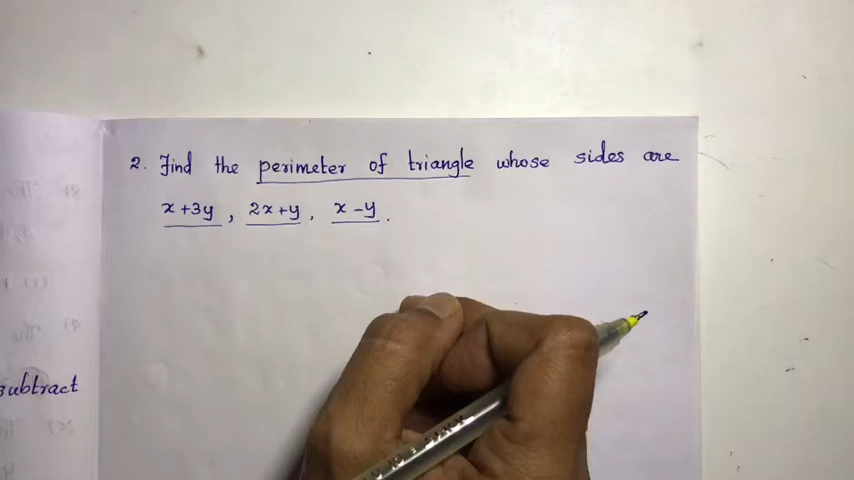 2. Find the perimeter of triangle whose sides are
x+3y, 2x+y, x-y.
subtract